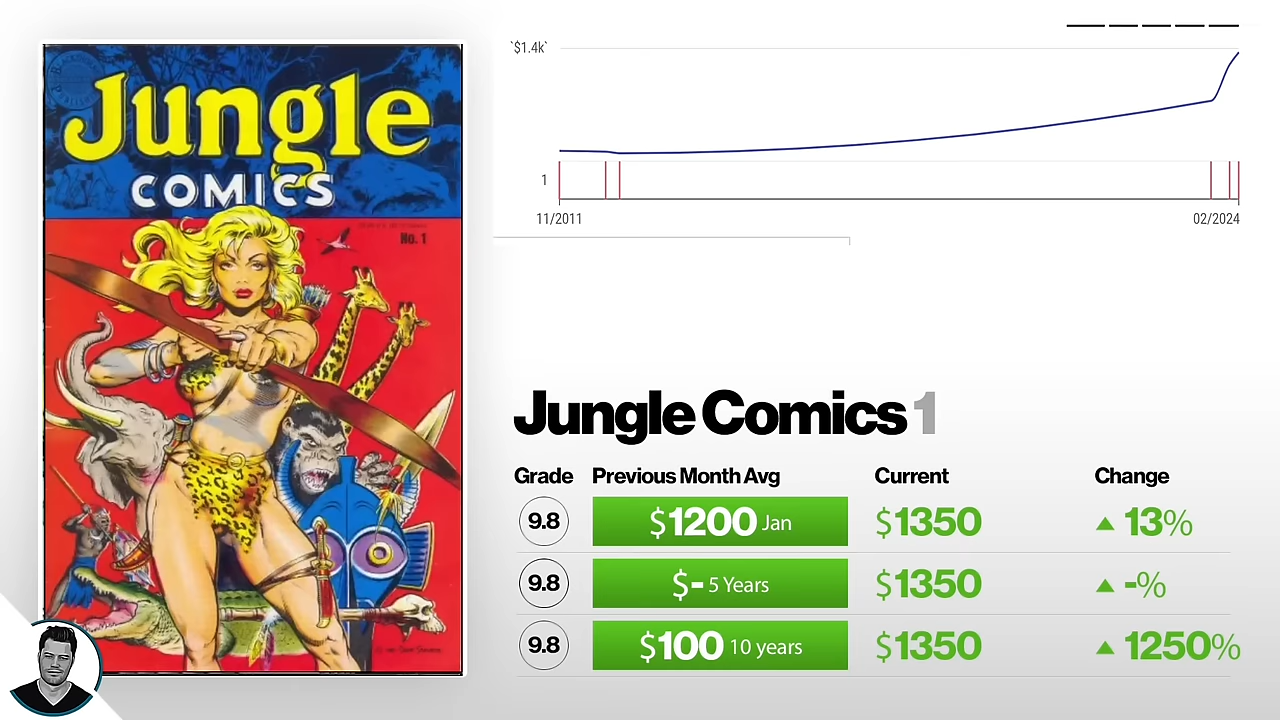 Jungle
COMICS
No. 1
`$1.4k`
1
11/2011
02/2024
Jungle Comics 1
Grade Previous Month Avg Current Change
9.8 $1200 Jan $1350 ▲ 13%
9.8 $- 5 Years $1350 ▲ -%
9.8 $100 10 years $1350 ▲ 1250%